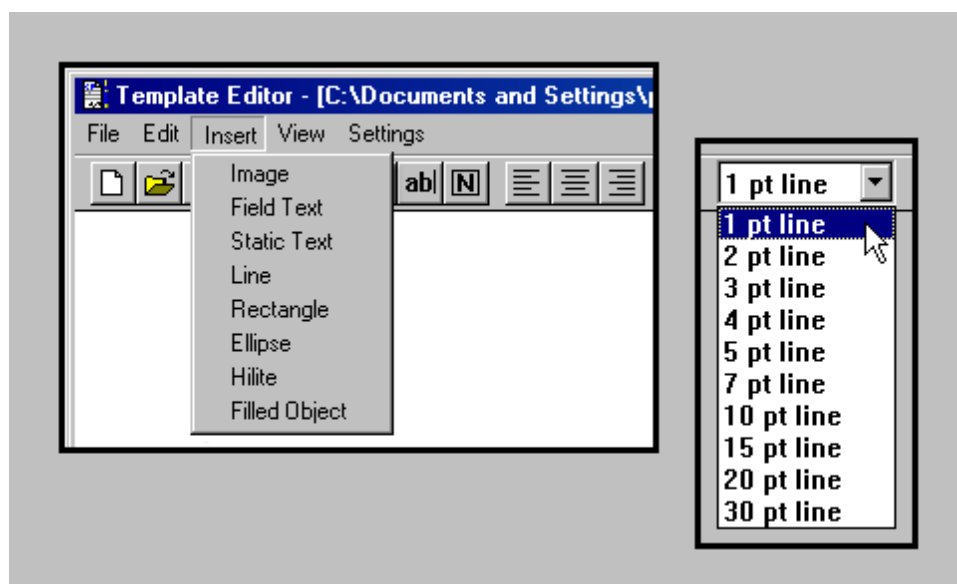 Template Editor - [C:\Documents and Settings\
File Edit Insert View Settings
ab N
Image
Field Text
Static Text
Line
Rectangle
Ellipse
Hilite
Filled Object
1 pt line
1 pt line
2 pt line
3 pt line
4 pt line
5 pt line
7 pt line
10 pt line
15 pt line
20 pt line
30 pt line